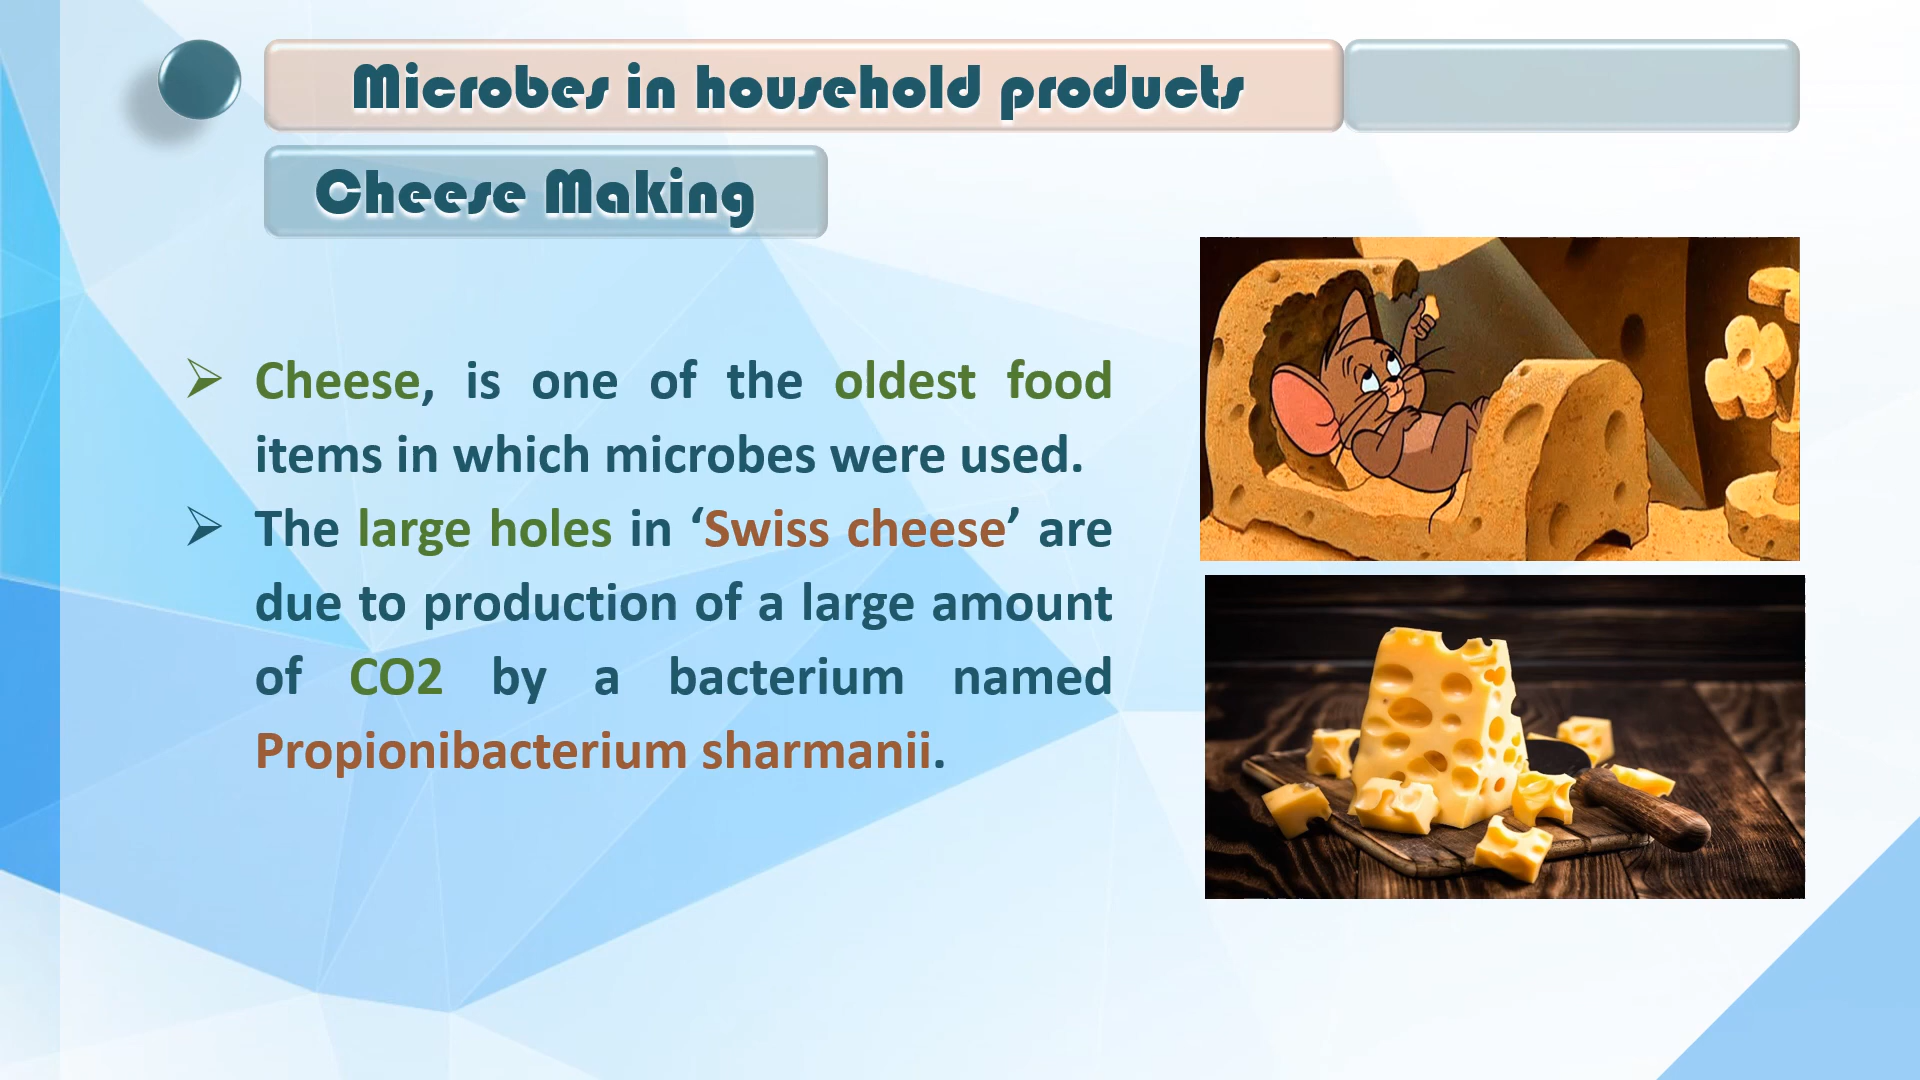 Microbes in household products
Cheese Making
➢ Cheese, is one of the oldest food
items in which microbes were used.
➢ The large holes in ‘Swiss cheese’ are
due to production of a large amount
of CO2 by a bacterium named
Propionibacterium sharmanii.